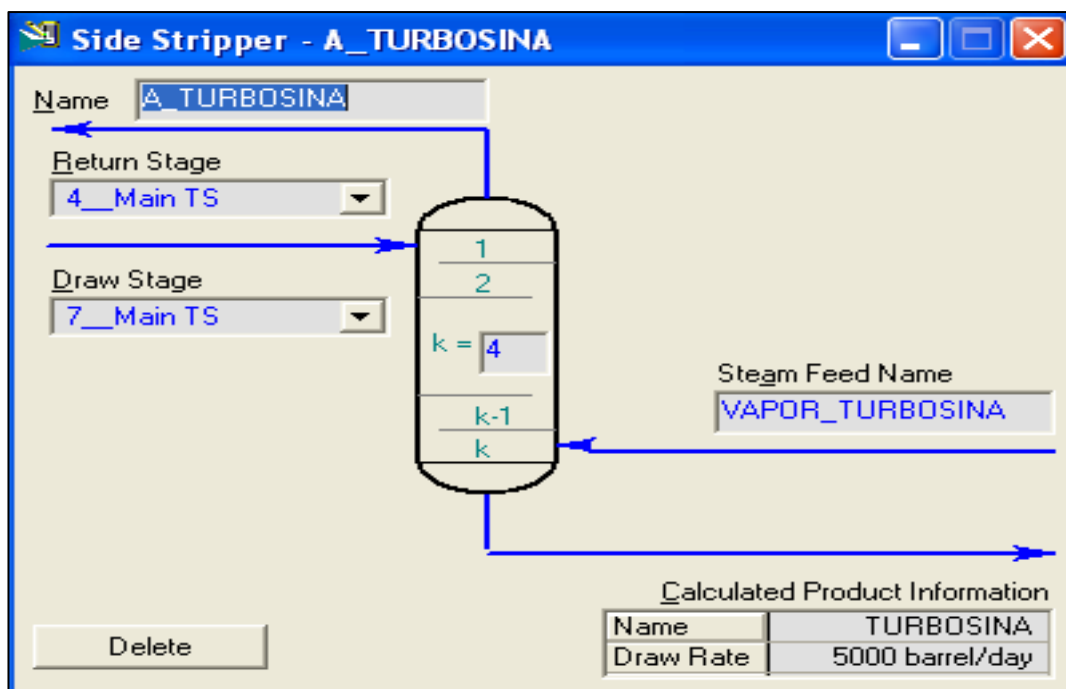 Side Stripper - A_TURBOSINA
Name A_TURBOSINA
Return Stage
4__Main TS
Draw Stage
7__Main TS
1
2
k = 4
k-1
k
Steam Feed Name
VAPOR_TURBOSINA
Calculated Product Information
Name TURBOSINA
Draw Rate 5000 barrel/day
Delete